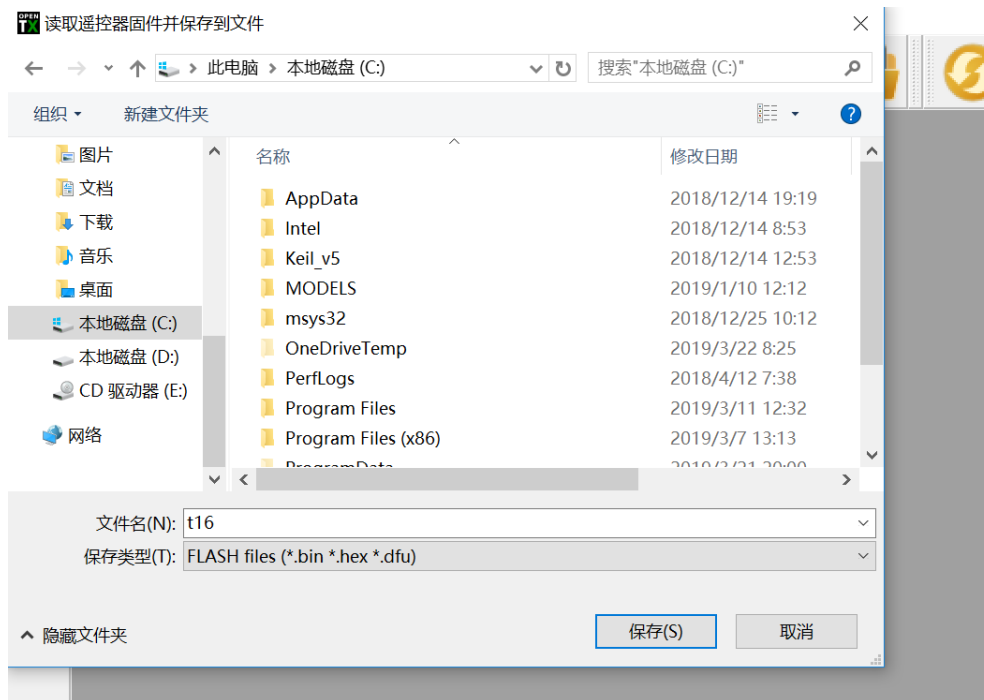 OPEN
TX 读取遥控器固件并保存到文件
此电脑 > 本地磁盘 (C:)
搜索"本地磁盘 (C:)"
组织
新建文件夹
图片
文档
下载
音乐
桌面
本地磁盘 (C:)
本地磁盘 (D:)
CD 驱动器 (E:)
网络
名称 修改日期
AppData 2018/12/14 19:19
Intel 2018/12/14 8:53
Keil_v5 2018/12/14 12:53
MODELS 2019/1/10 12:12
msys32 2018/12/25 10:12
OneDriveTemp 2019/3/22 8:25
PerfLogs 2018/4/12 7:38
Program Files 2019/3/11 12:32
Program Files (x86) 2019/3/7 13:13
ProgramData 2019/3/21 20:00
文件名(N): t16
保存类型(T): FLASH files (*.bin *.hex *.dfu)
隐藏文件夹
保存(S)
取消